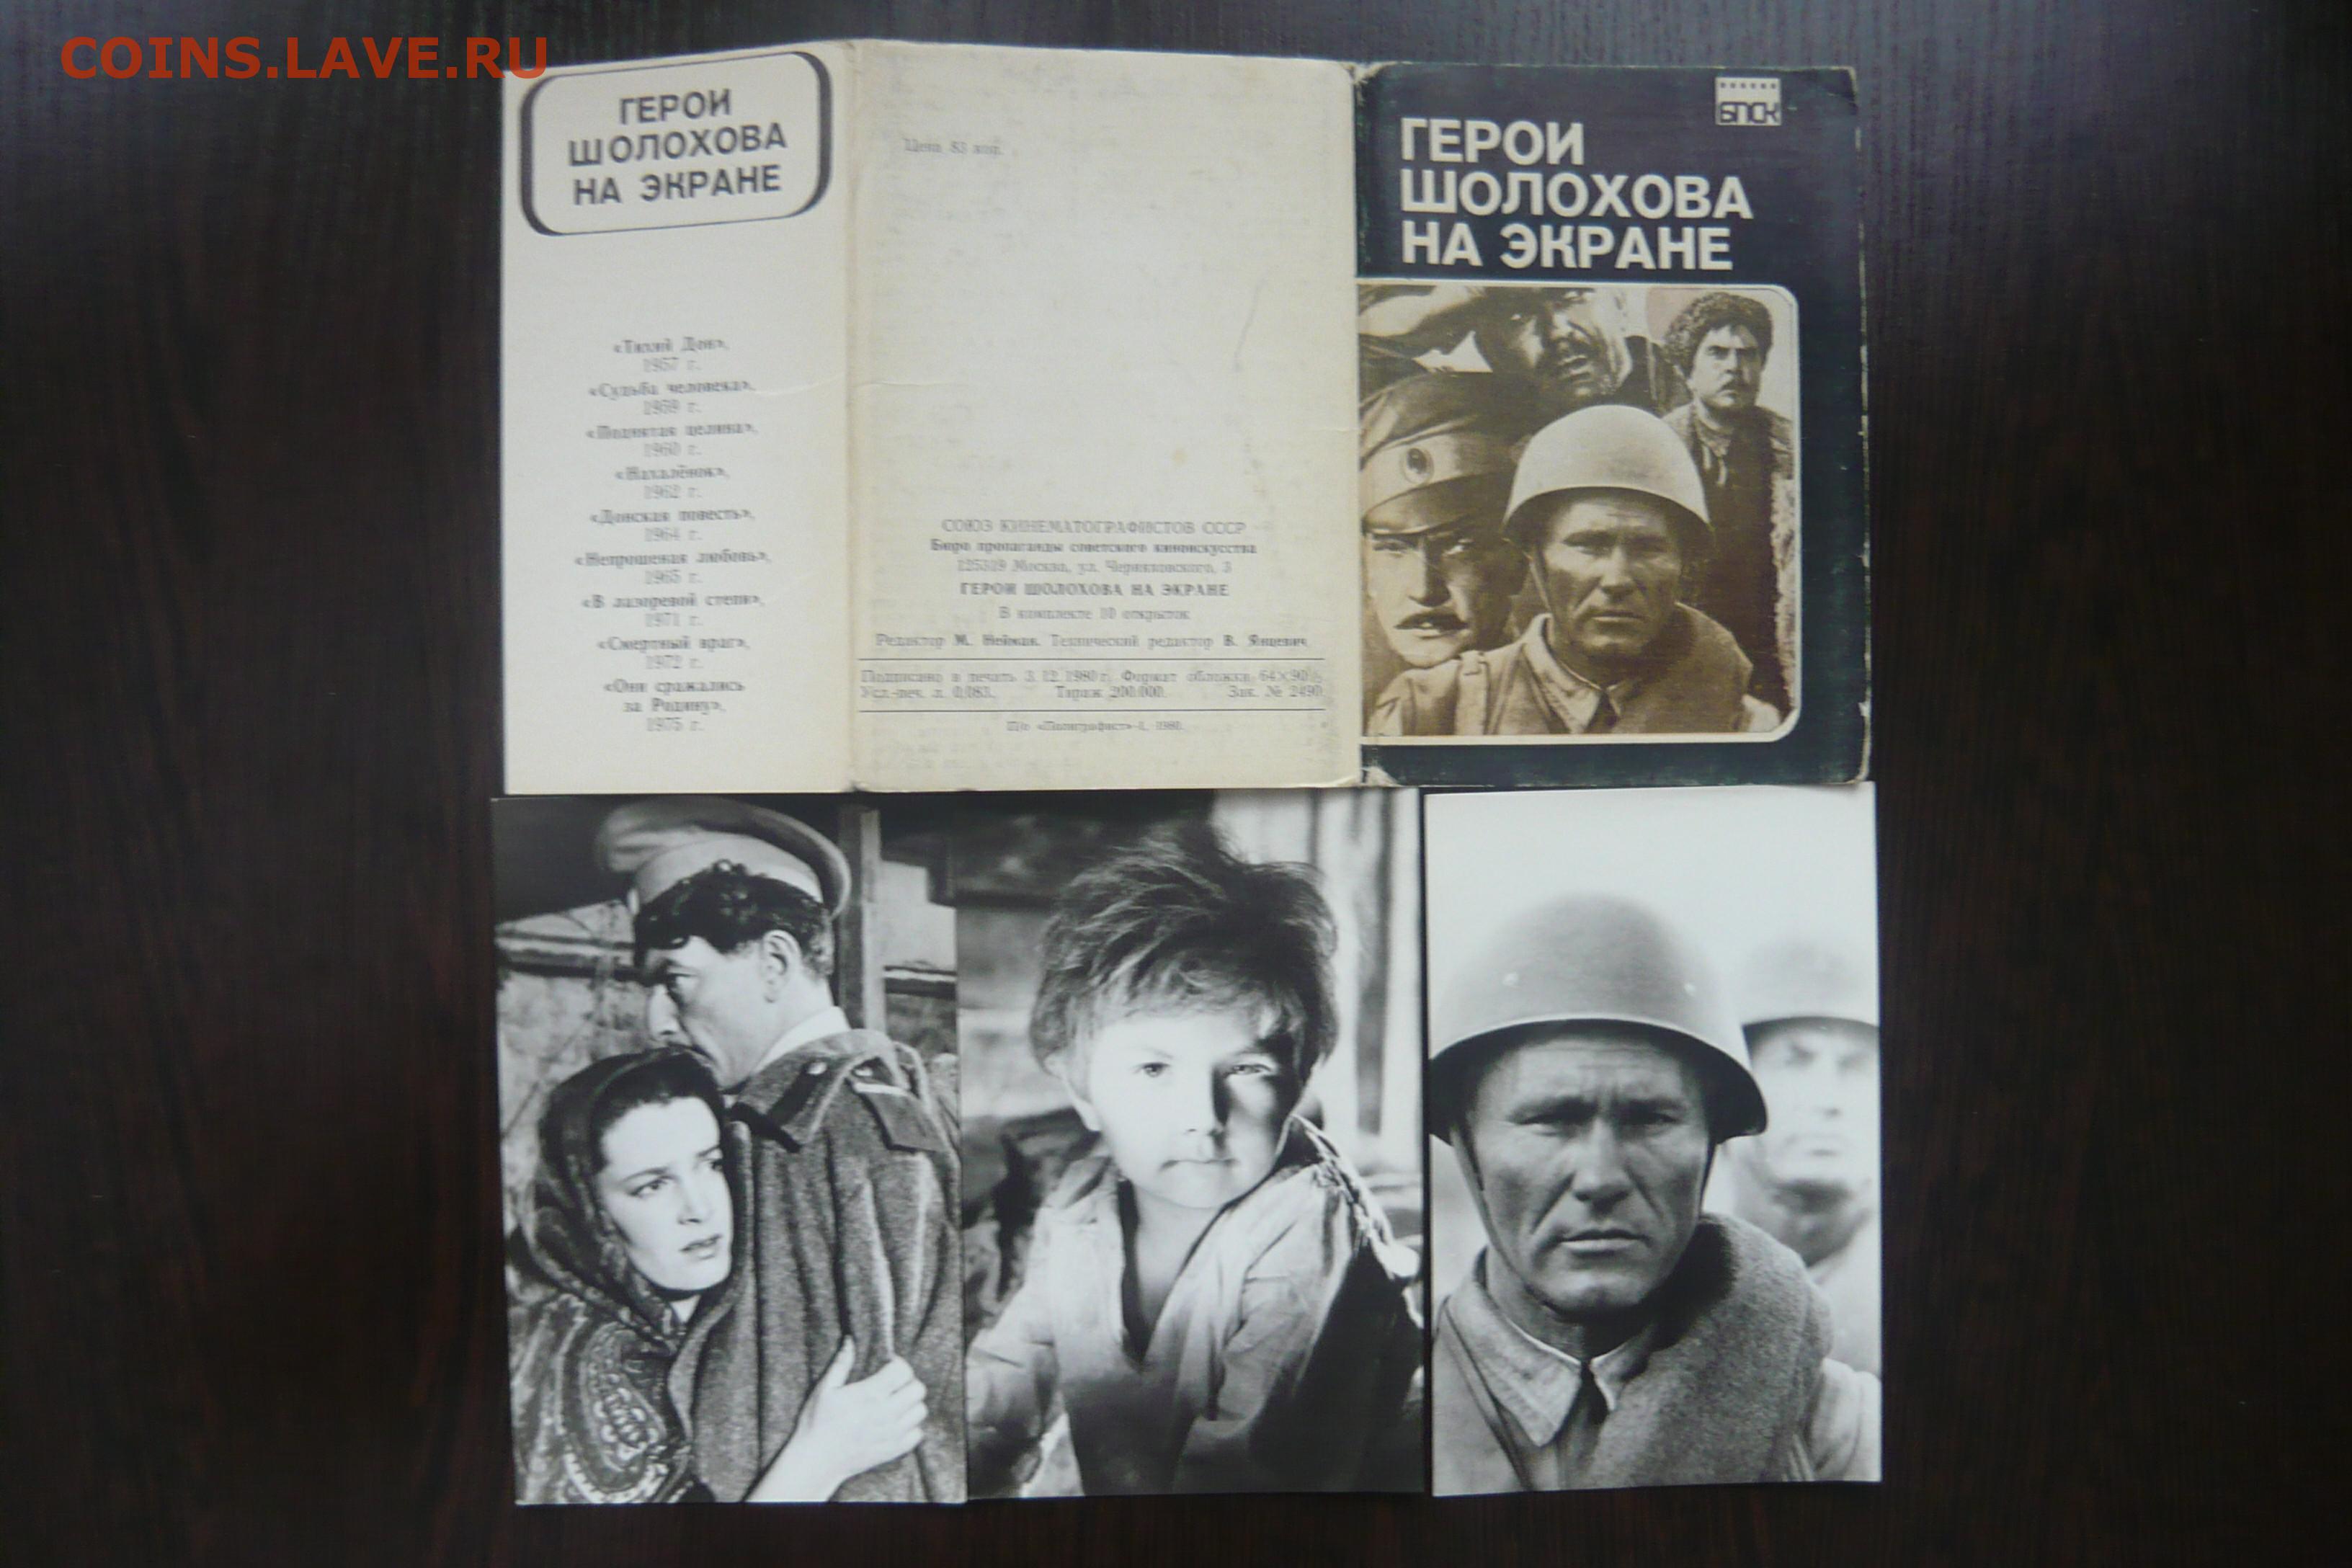 COINS.LAVE.RU
ГЕРОИ
ШОЛОХОВА
НА ЭКРАНЕ
«Тихий Дон»,
1957 г.
«Судьба человека»,
1959 г.
«Поднятая целина»,
1960 г.
«Нахалёнок»,
1962 г.
«Донская повесть»,
1964 г.
«Непрошеная любовь»,
1965 г.
«В лазоревой степи»,
1971 г.
«Смертный враг»,
1972 г.
«Они сражались
за Родину»,
1975 г.
Цена 83 коп.
СОЮЗ КИНЕМАТОГРАФИСТОВ СССР
Бюро пропаганды советского киноискусства
125319 Москва, ул. Черняховского, 3
ГЕРОИ ШОЛОХОВА НА ЭКРАНЕ
В комплекте 10 открыток
Редактор М. Нейман. Технический редактор В. Янцевич
Подписано в печать 3.12.1980 г. Формат обложки 64×90
Усл.-печ. л. 0,083. Тираж 200.000. Зак. № 2490
П/о «Полиграфист»-1, 1980.
БПСК
ГЕРОИ
ШОЛОХОВА
НА ЭКРАНЕ